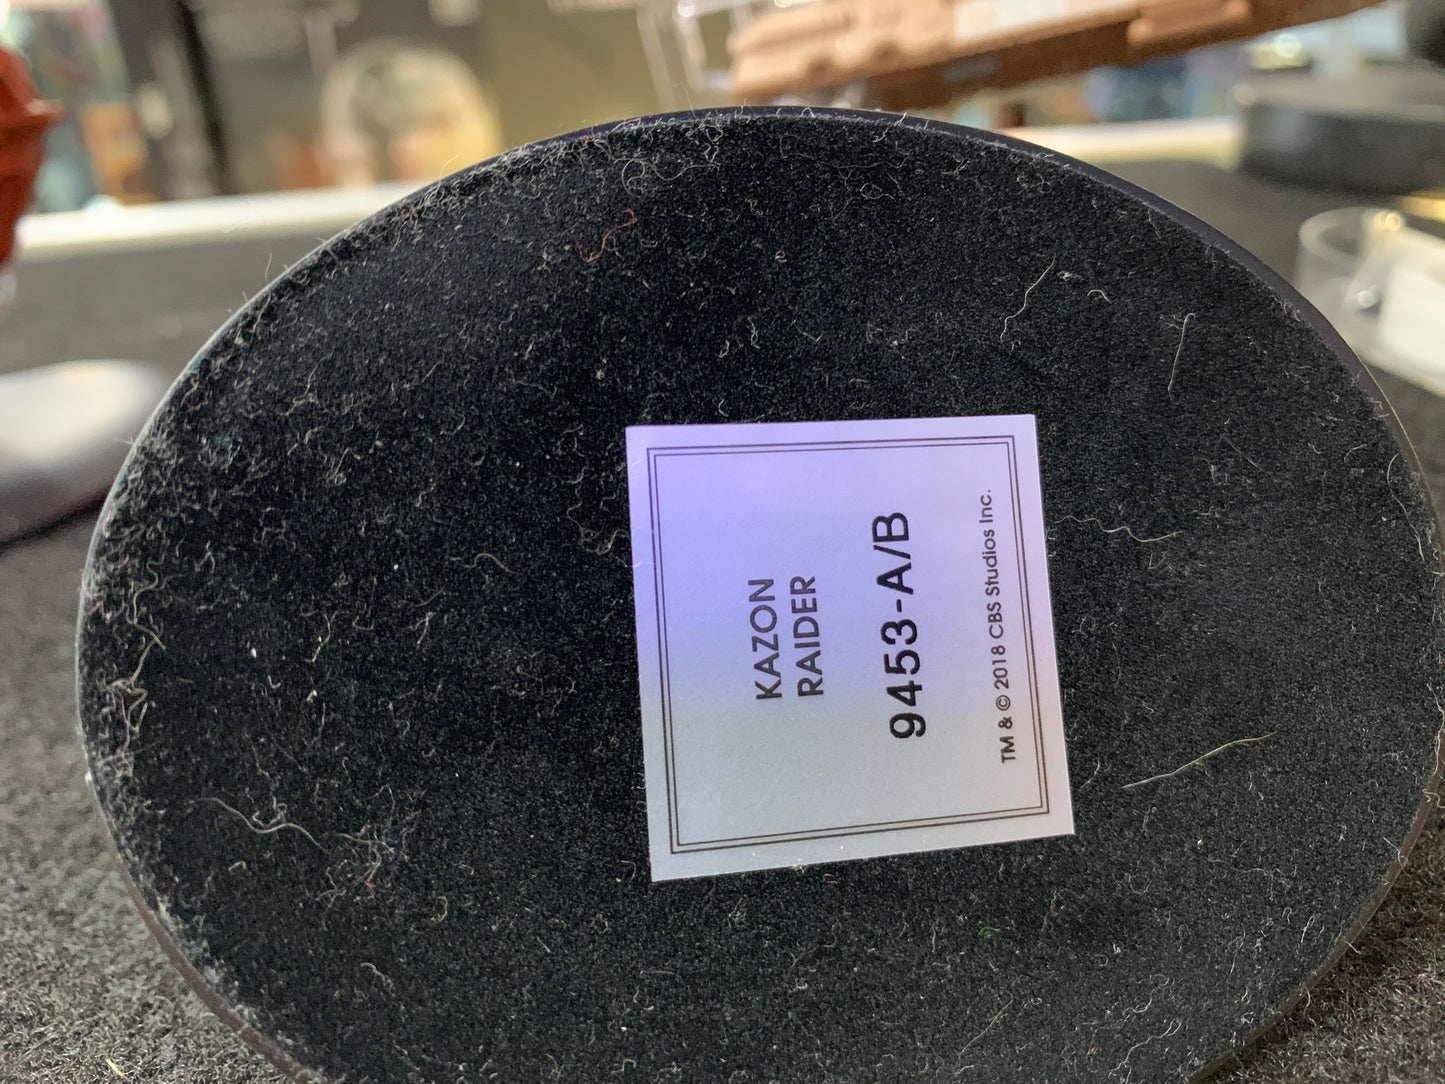 KAZON
RAIDER
9453-A/B
TM & © 2018 CBS Studios Inc.